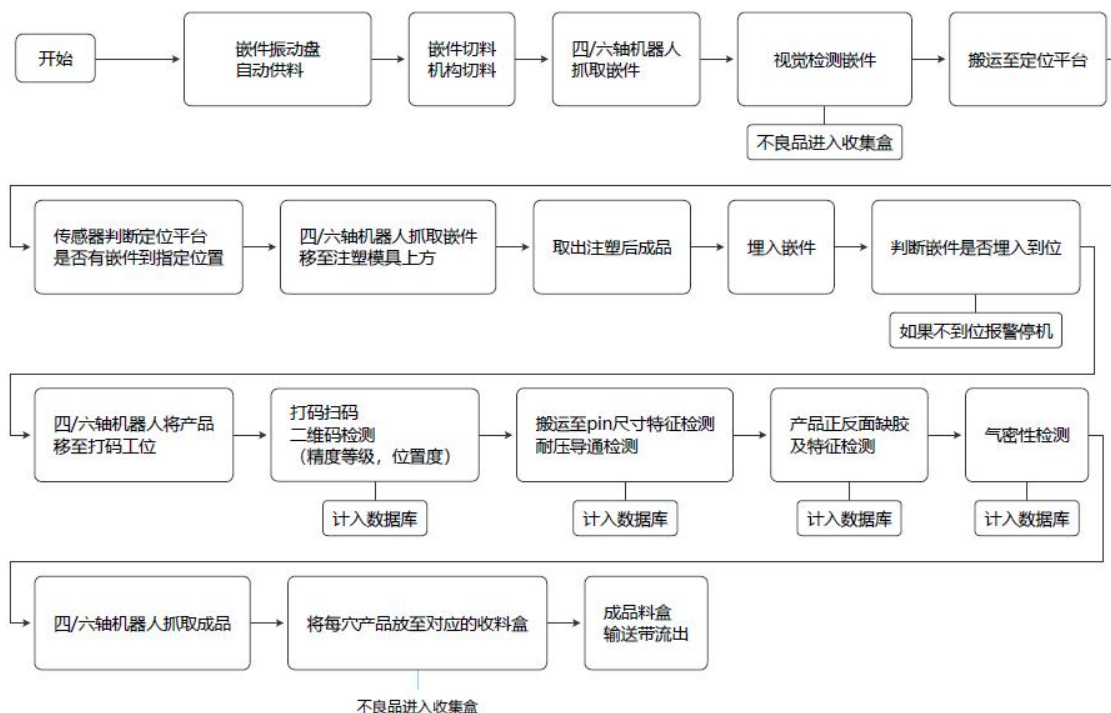 开始
嵌件振动盘
自动供料
嵌件切料
机构切料
四/六轴机器人
抓取嵌件
视觉检测嵌件
搬运至定位平台
不良品进入收集盒
传感器判断定位平台
是否有嵌件到指定位置
四/六轴机器人抓取嵌件
移至注塑模具上方
取出注塑后成品
埋入嵌件
判断嵌件是否埋入到位
如果不到位报警停机
四/六轴机器人将产品
移至打码工位
打码扫码
二维码检测
（精度等级，位置度）
搬运至pin尺寸特征检测
耐压导通检测
产品正反面缺胶
及特征检测
气密性检测
计入数据库
计入数据库
计入数据库
计入数据库
四/六轴机器人抓取成品
将每穴产品放至对应的收料盒
成品料盒
输送带流出
不良品进入收集盒